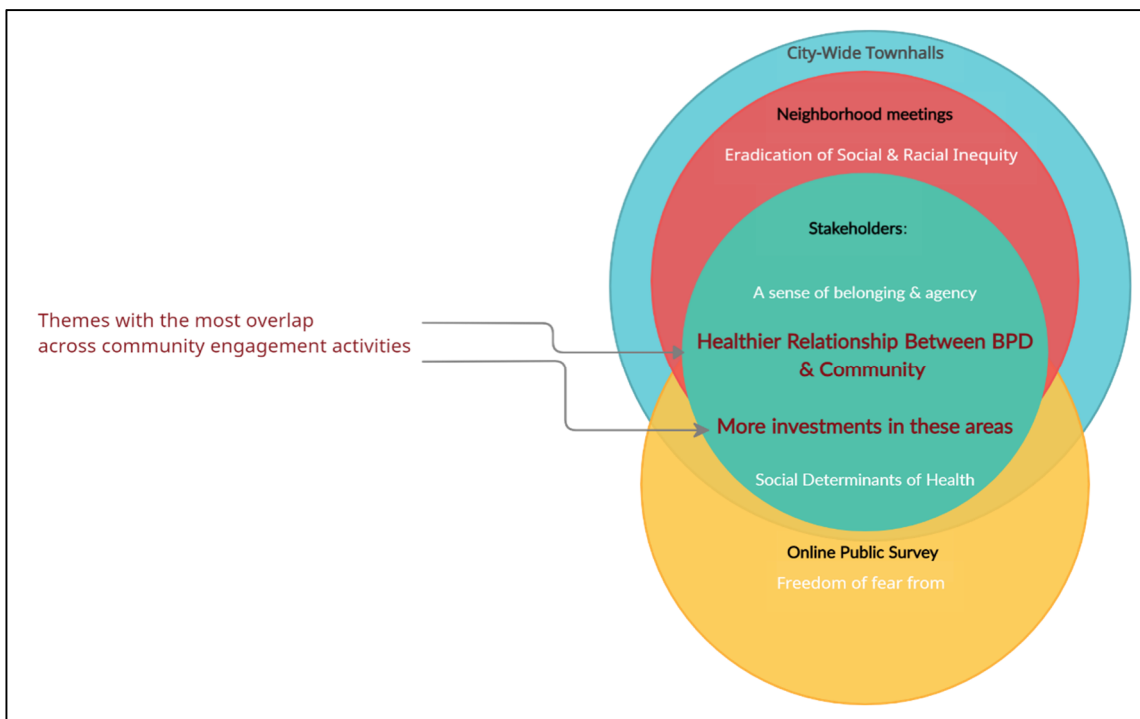 City-Wide Townhalls
Neighborhood meetings
Eradication of Social & Racial Inequity
Stakeholders:
A sense of belonging & agency
Themes with the most overlap
across community engagement activities
Healthier Relationship Between BPD
& Community
More investments in these areas
Social Determinants of Health
Online Public Survey
Freedom of fear from